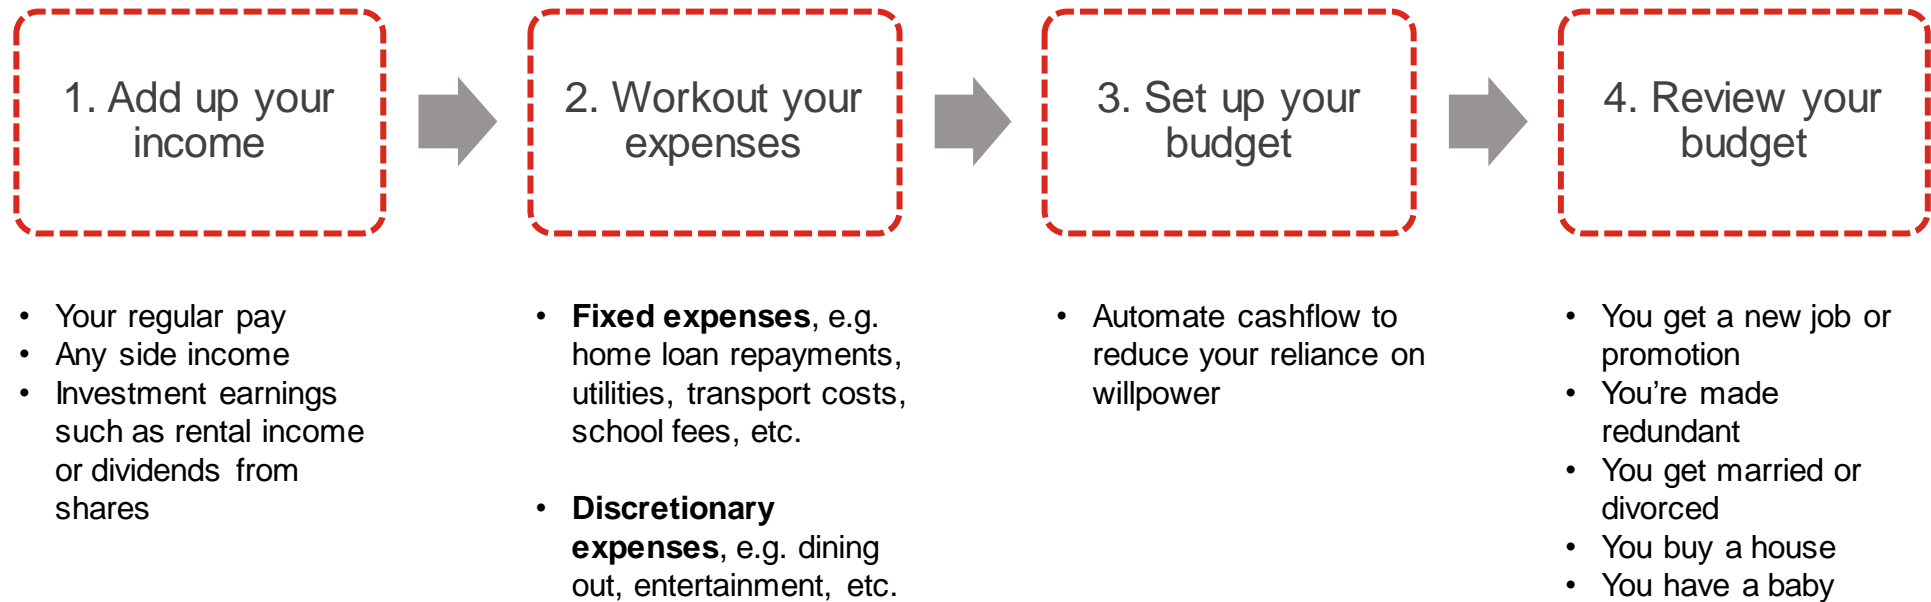 1. Add up your
income
2. Workout your
expenses
3. Set up your
budget
4. Review your
budget
• Your regular pay
• Any side income
• Investment earnings
such as rental income
or dividends from
shares
• Fixed expenses, e.g.
home loan repayments,
utilities, transport costs,
school fees, etc.
• Discretionary
expenses, e.g. dining
out, entertainment, etc.
• Automate cashflow to
reduce your reliance on
willpower
• You get a new job or
promotion
• You’re made
redundant
• You get married or
divorced
• You buy a house
• You have a baby